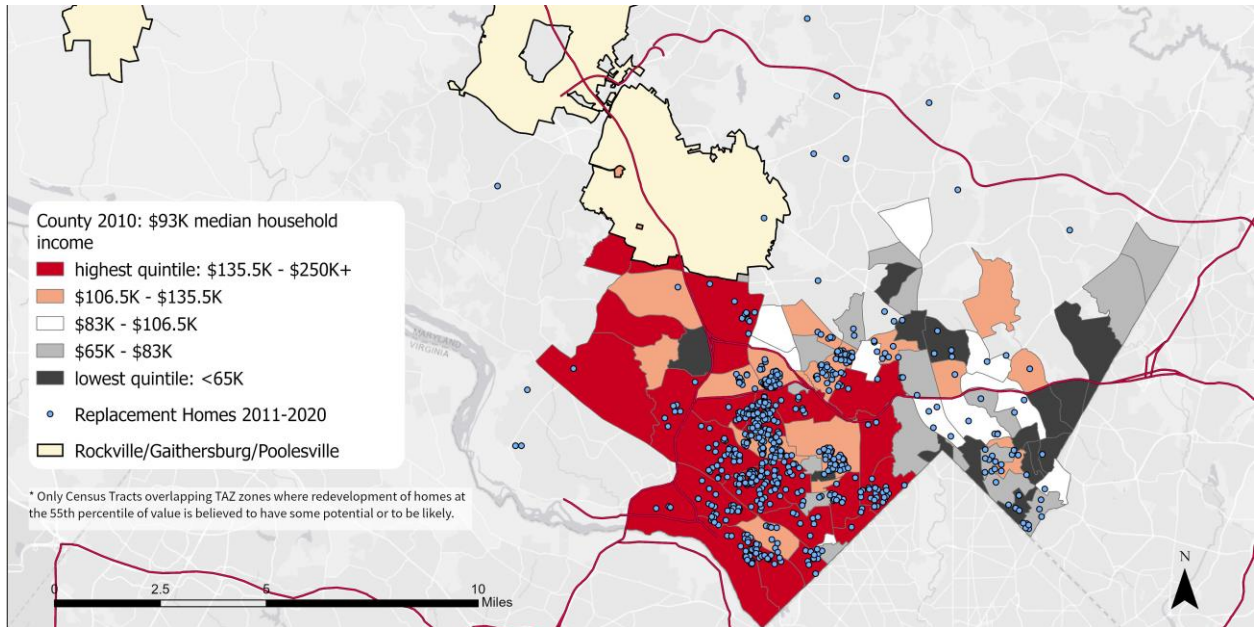 MARYLAND
VIRGINIA
County 2010: $93K median household
income
highest quintile: $135.5K - $250K+
$106.5K - $135.5K
$83K - $106.5K
$65K - $83K
lowest quintile: <65K
Replacement Homes 2011-2020
Rockville/Gaithersburg/Poolesville
* Only Census Tracts overlapping TAZ zones where redevelopment of homes at
the 55th percentile of value is believed to have some potential or to be likely.
0 2.5 5 10
Miles
N